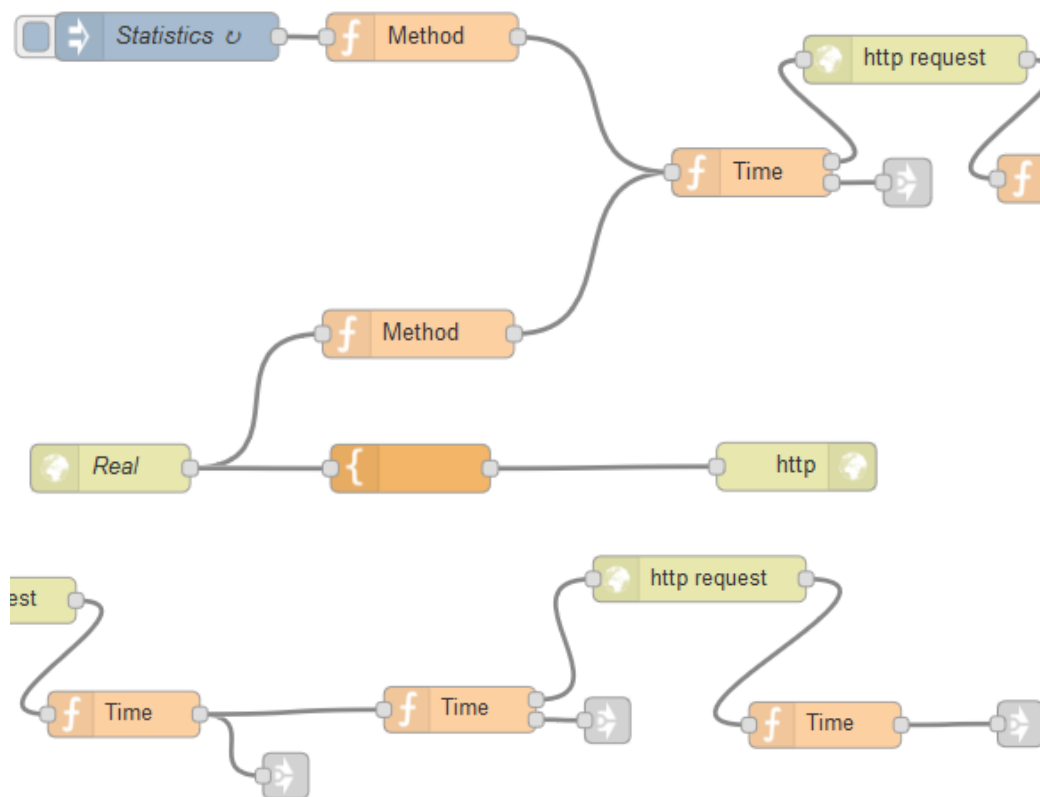 Statistics ↻
Method
http request
Time
Method
Real
http
http request
est
Time
Time
Time